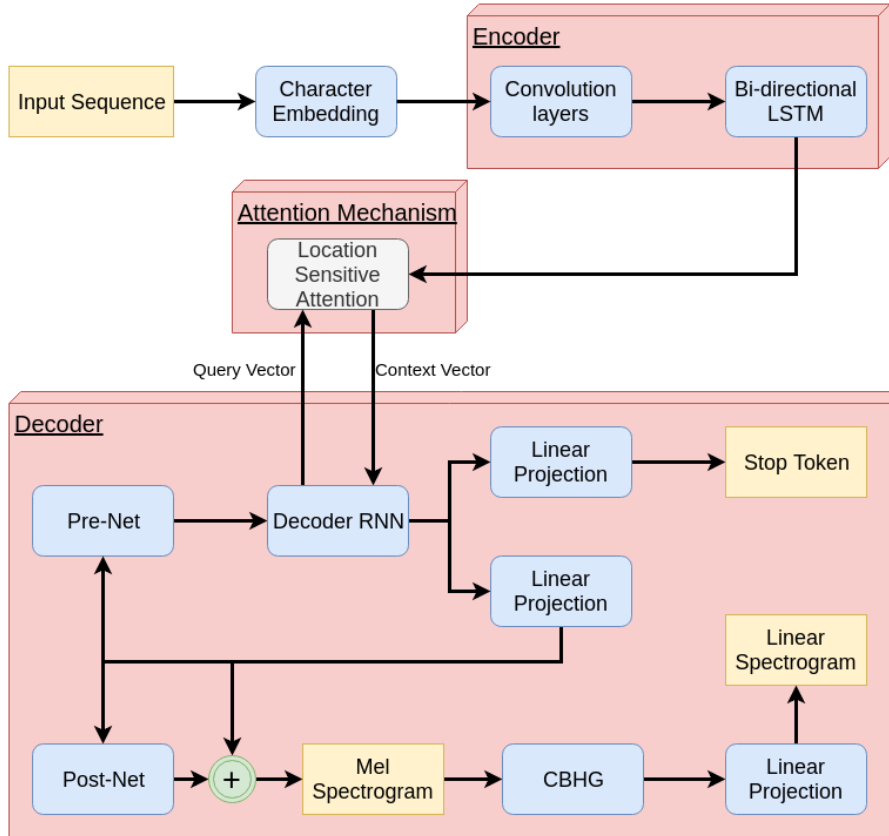 Encoder
Input Sequence
Character
Embedding
Convolution
layers
Bi-directional
LSTM
Attention Mechanism
Location
Sensitive
Attention
Query Vector
Context Vector
Decoder
Linear
Projection
Stop Token
Pre-Net
Decoder RNN
Linear
Projection
Linear
Spectrogram
Post-Net
+
Mel
Spectrogram
CBHG
Linear
Projection